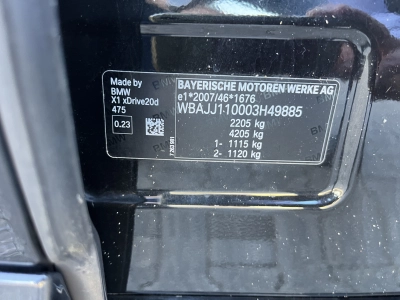 Made by
BMW
X1 xDrive20d
475
0.23
BAYERISCHE MOTOREN WERKE AG
e1*2007/46*1676
WBAJJ110003H49885
2205 kg
4205 kg
1- 1115 kg
2- 1120 kg